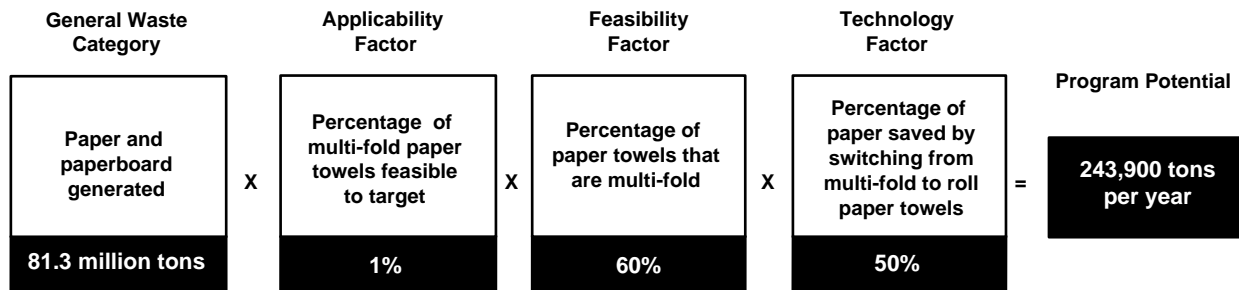 General Waste
Category
Applicability
Factor
Feasibility
Factor
Technology
Factor
Program Potential
Paper and
paperboard
generated
81.3 million tons
X
Percentage of
multi-fold paper
towels feasible
to target
1%
X
Percentage of
paper towels that
are multi-fold
60%
X
Percentage of
paper saved by
switching from
multi-fold to roll
paper towels
50%
=
243,900 tons
per year